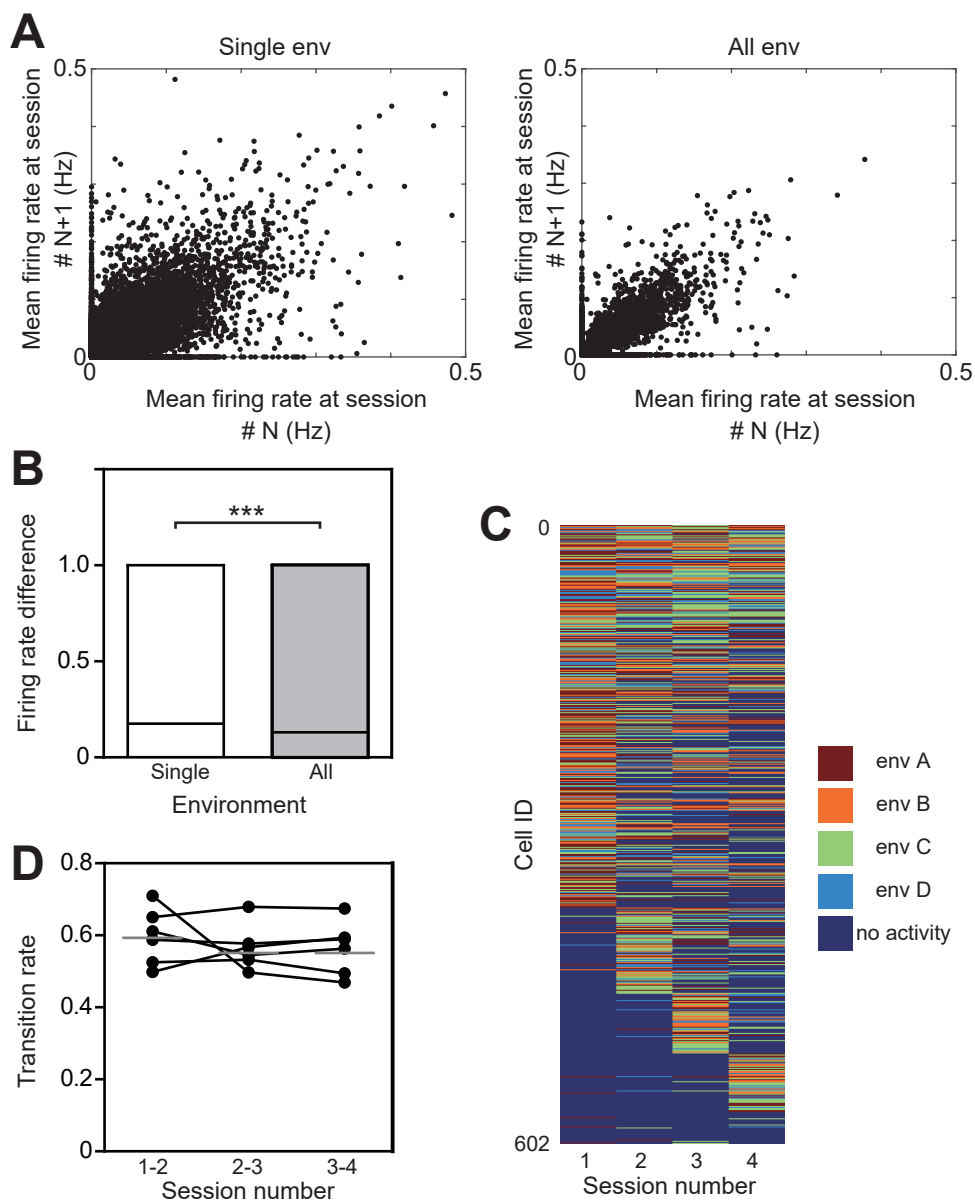 A
Single env
All env
0.5
Mean firing rate at session
# N+1 (Hz)
0
0
0.5
Mean firing rate at session
# N (Hz)
0.5
Mean firing rate at session
# N+1 (Hz)
0
0
0.5
Mean firing rate at session
# N (Hz)
B
***
Firing rate difference
1.0
0.5
0
Single
All
Environment
C
0
Cell ID
602
1
2
3
4
Session number
env A
env B
env C
env D
no activity
D
0.8
0.6
0.4
0.2
0
Transition rate
1-2
2-3
3-4
Session number